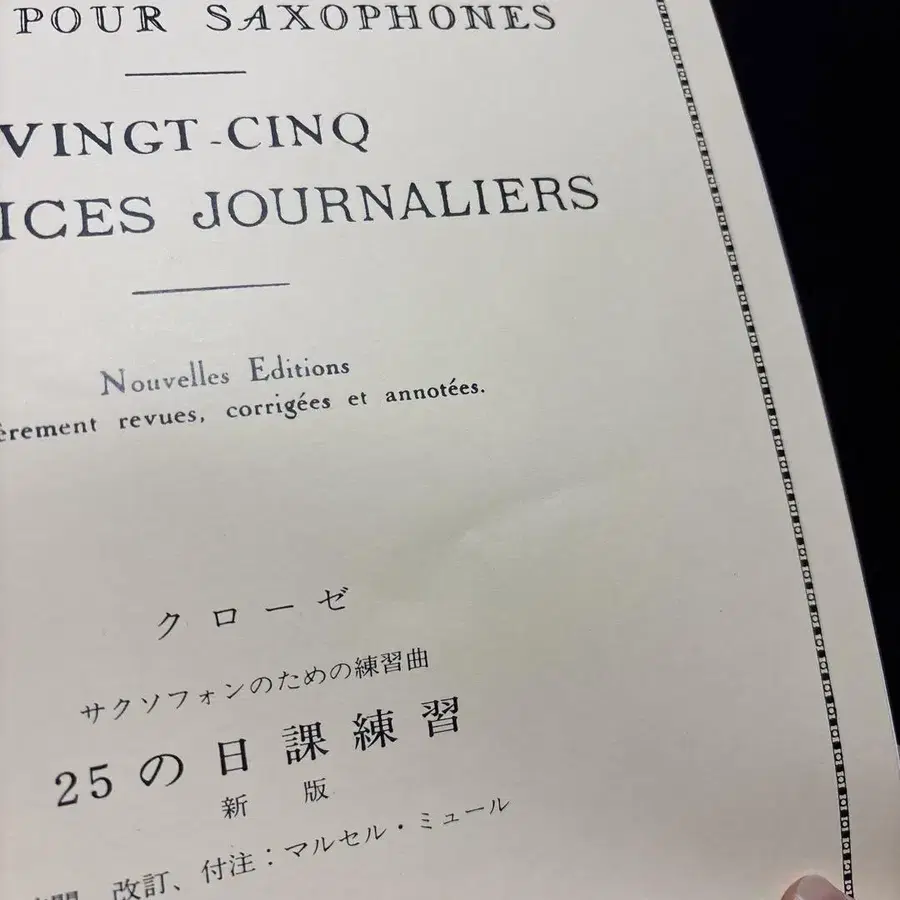 POUR SAXOPHONES
VINGT-CINQ
ICES JOURNALIERS
Nouvelles Editions
èrement revues, corrigées et annotées.
クローゼ
サクソフォンのための練習曲
25の日課練習
新版
改訂、付注：マルセル・ミュール